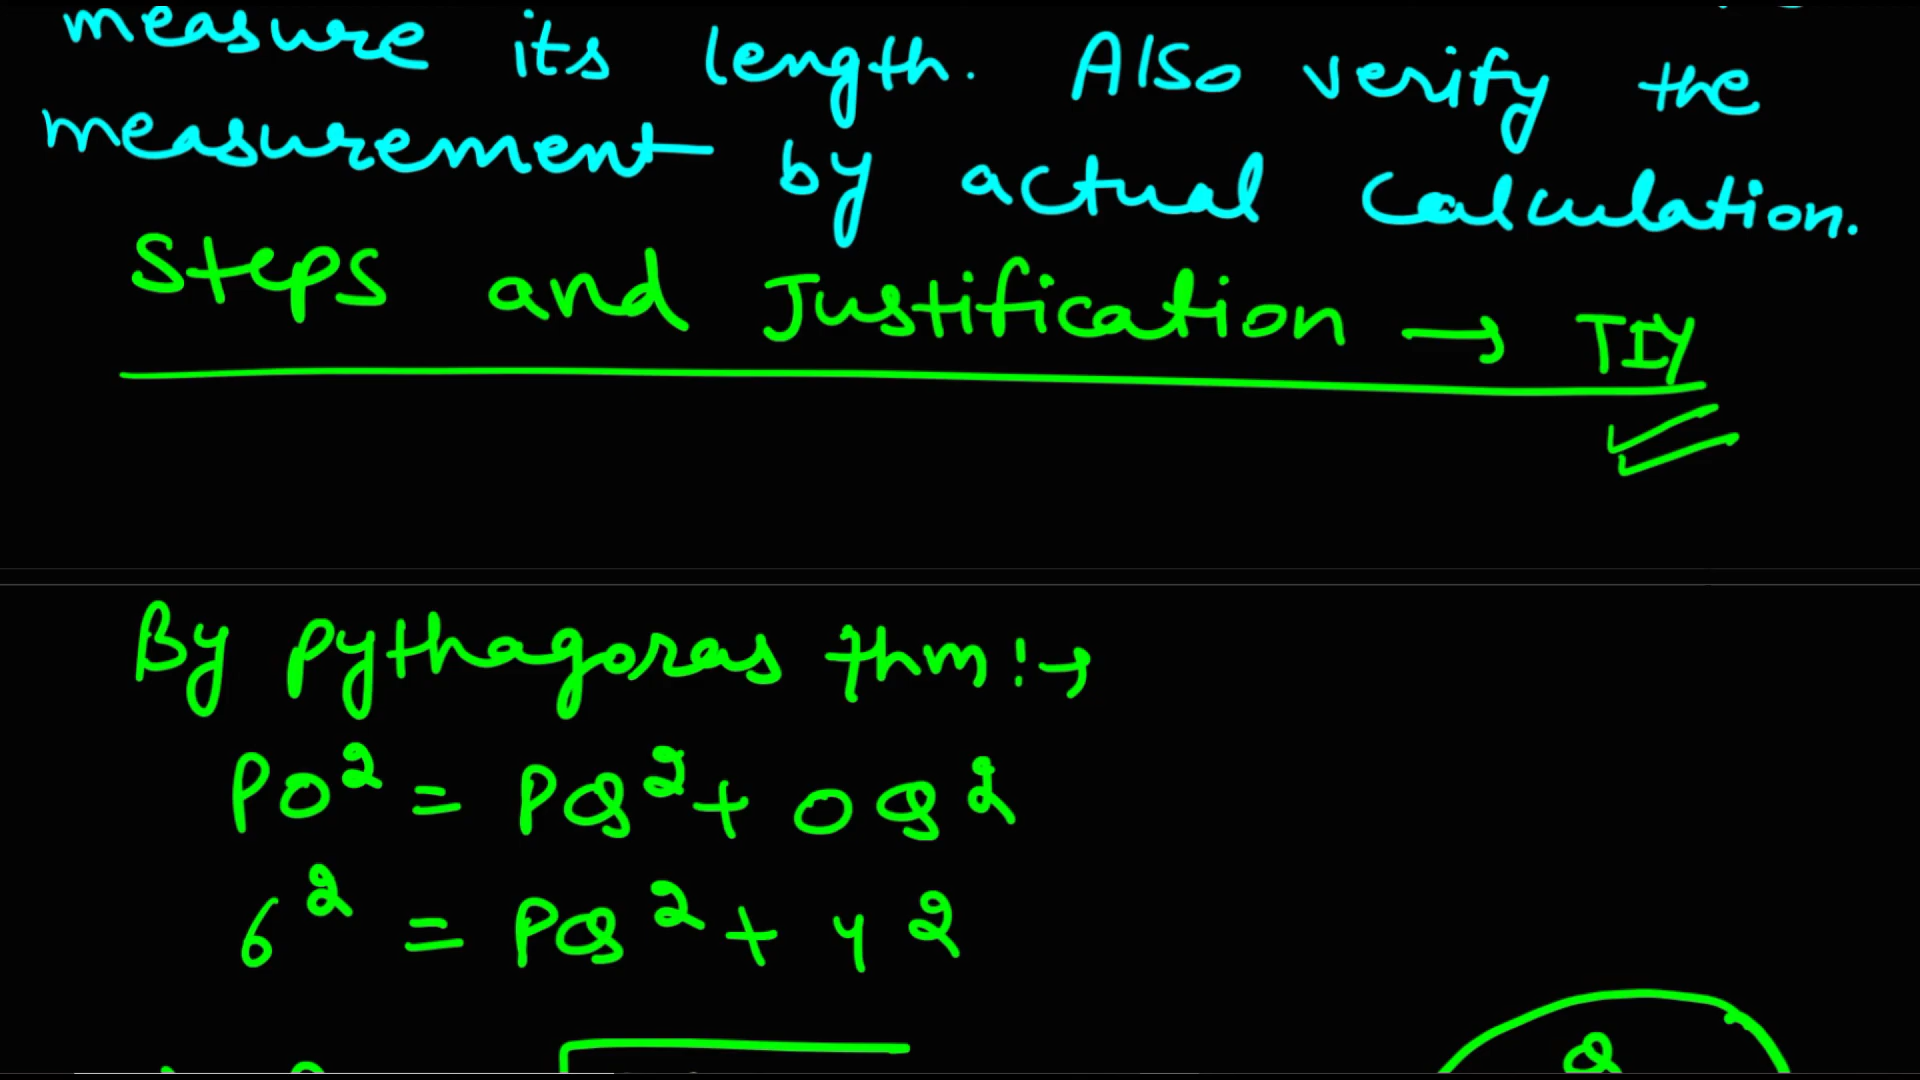 measure its length. Also verify the
measurement by actual calculation.
Steps and Justification → TIY
By pythagoras thm :→
PO² = PQ² + OQ²
6² = PQ² + 4²
Q